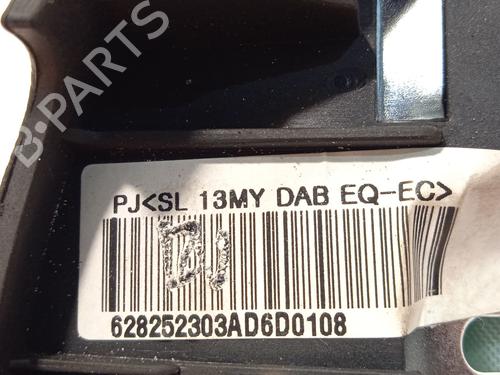 B-PARTS
PJ<SL 13MY DAB EQ-EC>
628252303AD6D0108